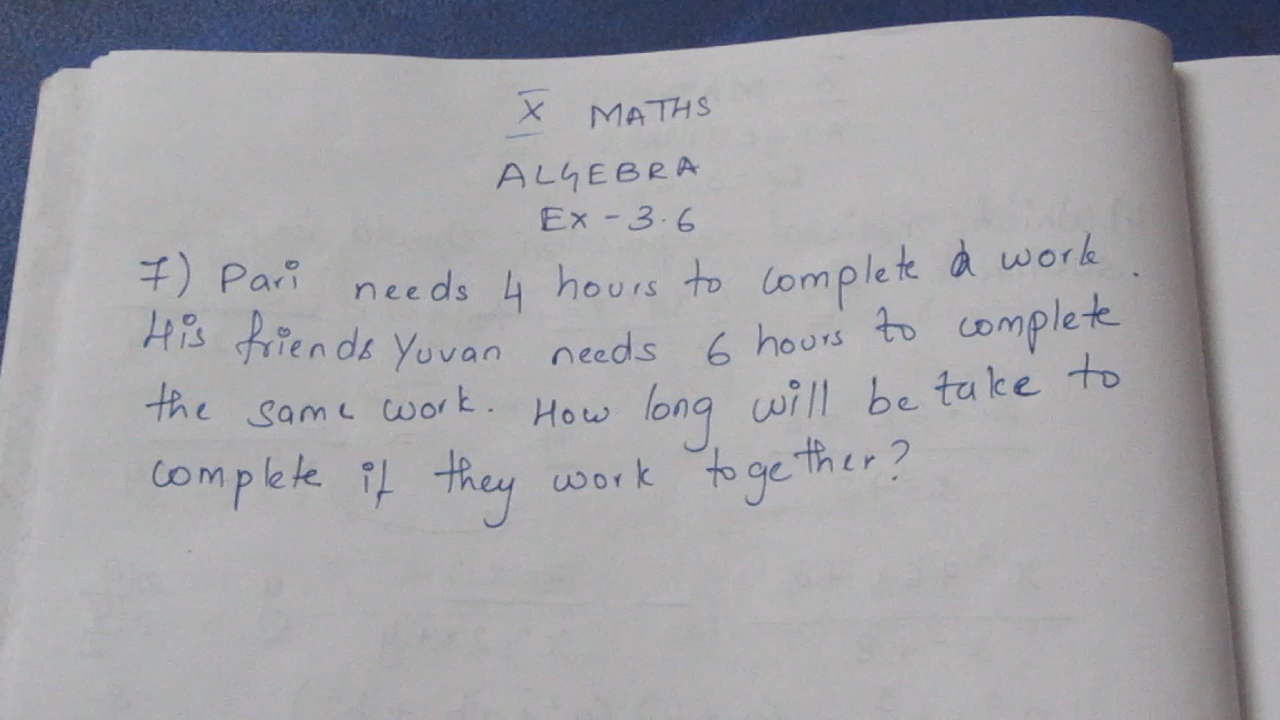 X MATHS
ALGEBRA
Ex - 3.6
7) Pari needs 4 hours to complete a work.
His friends Yuvan needs 6 hours to complete
the same work. How long will be take to
complete if they work together?